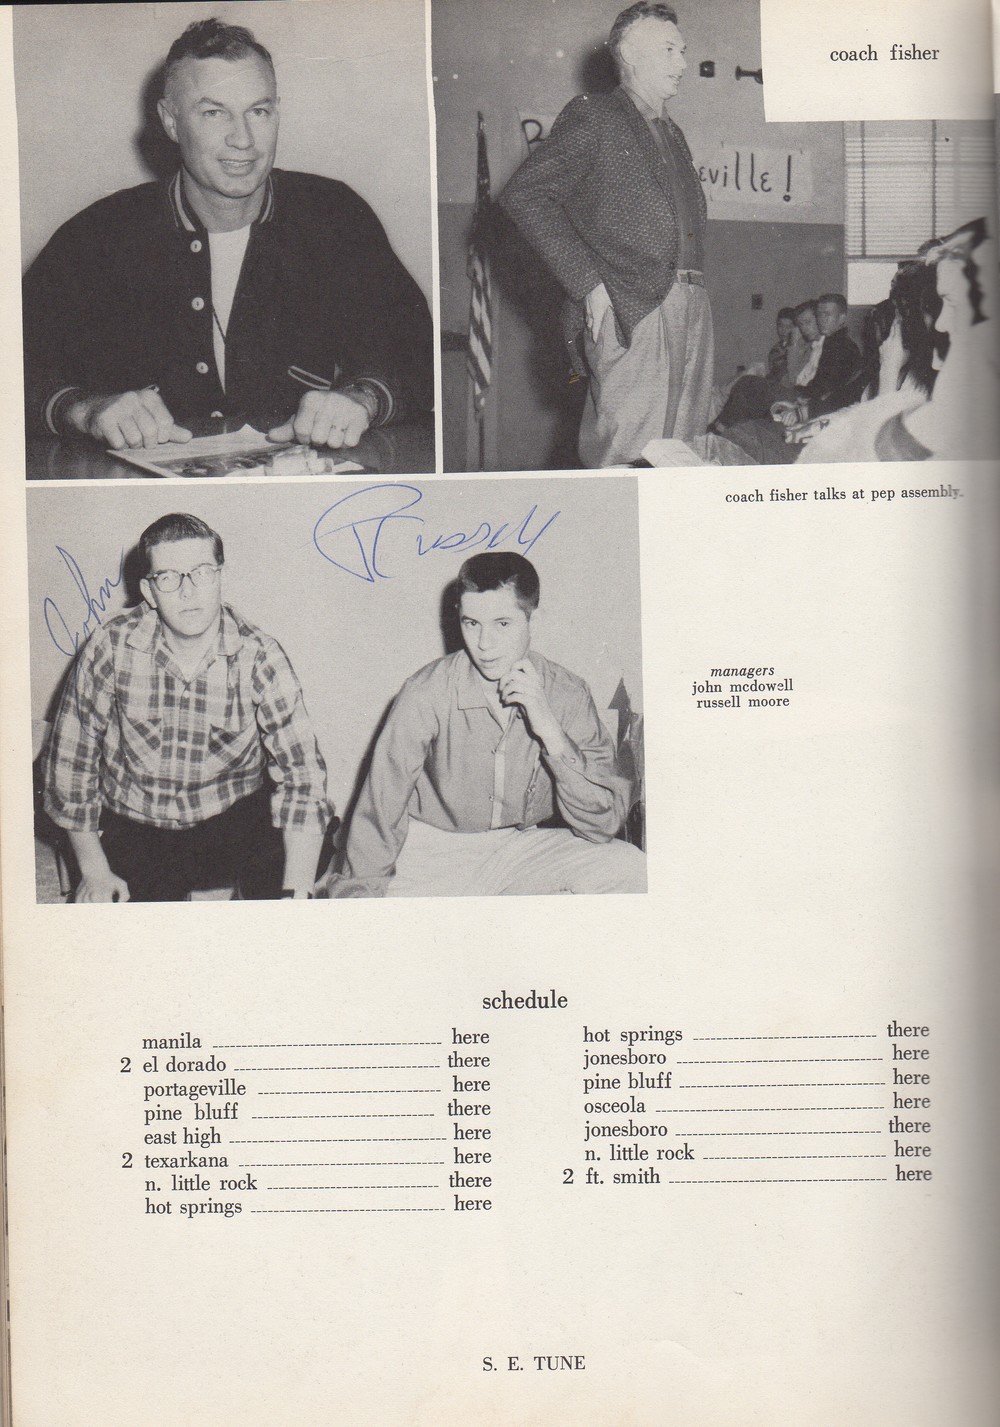 coach fisher
eville!
coach fisher talks at pep assembly.
John
Russell
managers
john mcdowell
russell moore
schedule
manila here
2 el dorado there
portageville here
pine bluff there
east high here
2 texarkana here
n. little rock there
hot springs here
hot springs there
jonesboro here
pine bluff here
osceola here
jonesboro there
n. little rock here
2 ft. smith here
S. E. TUNE